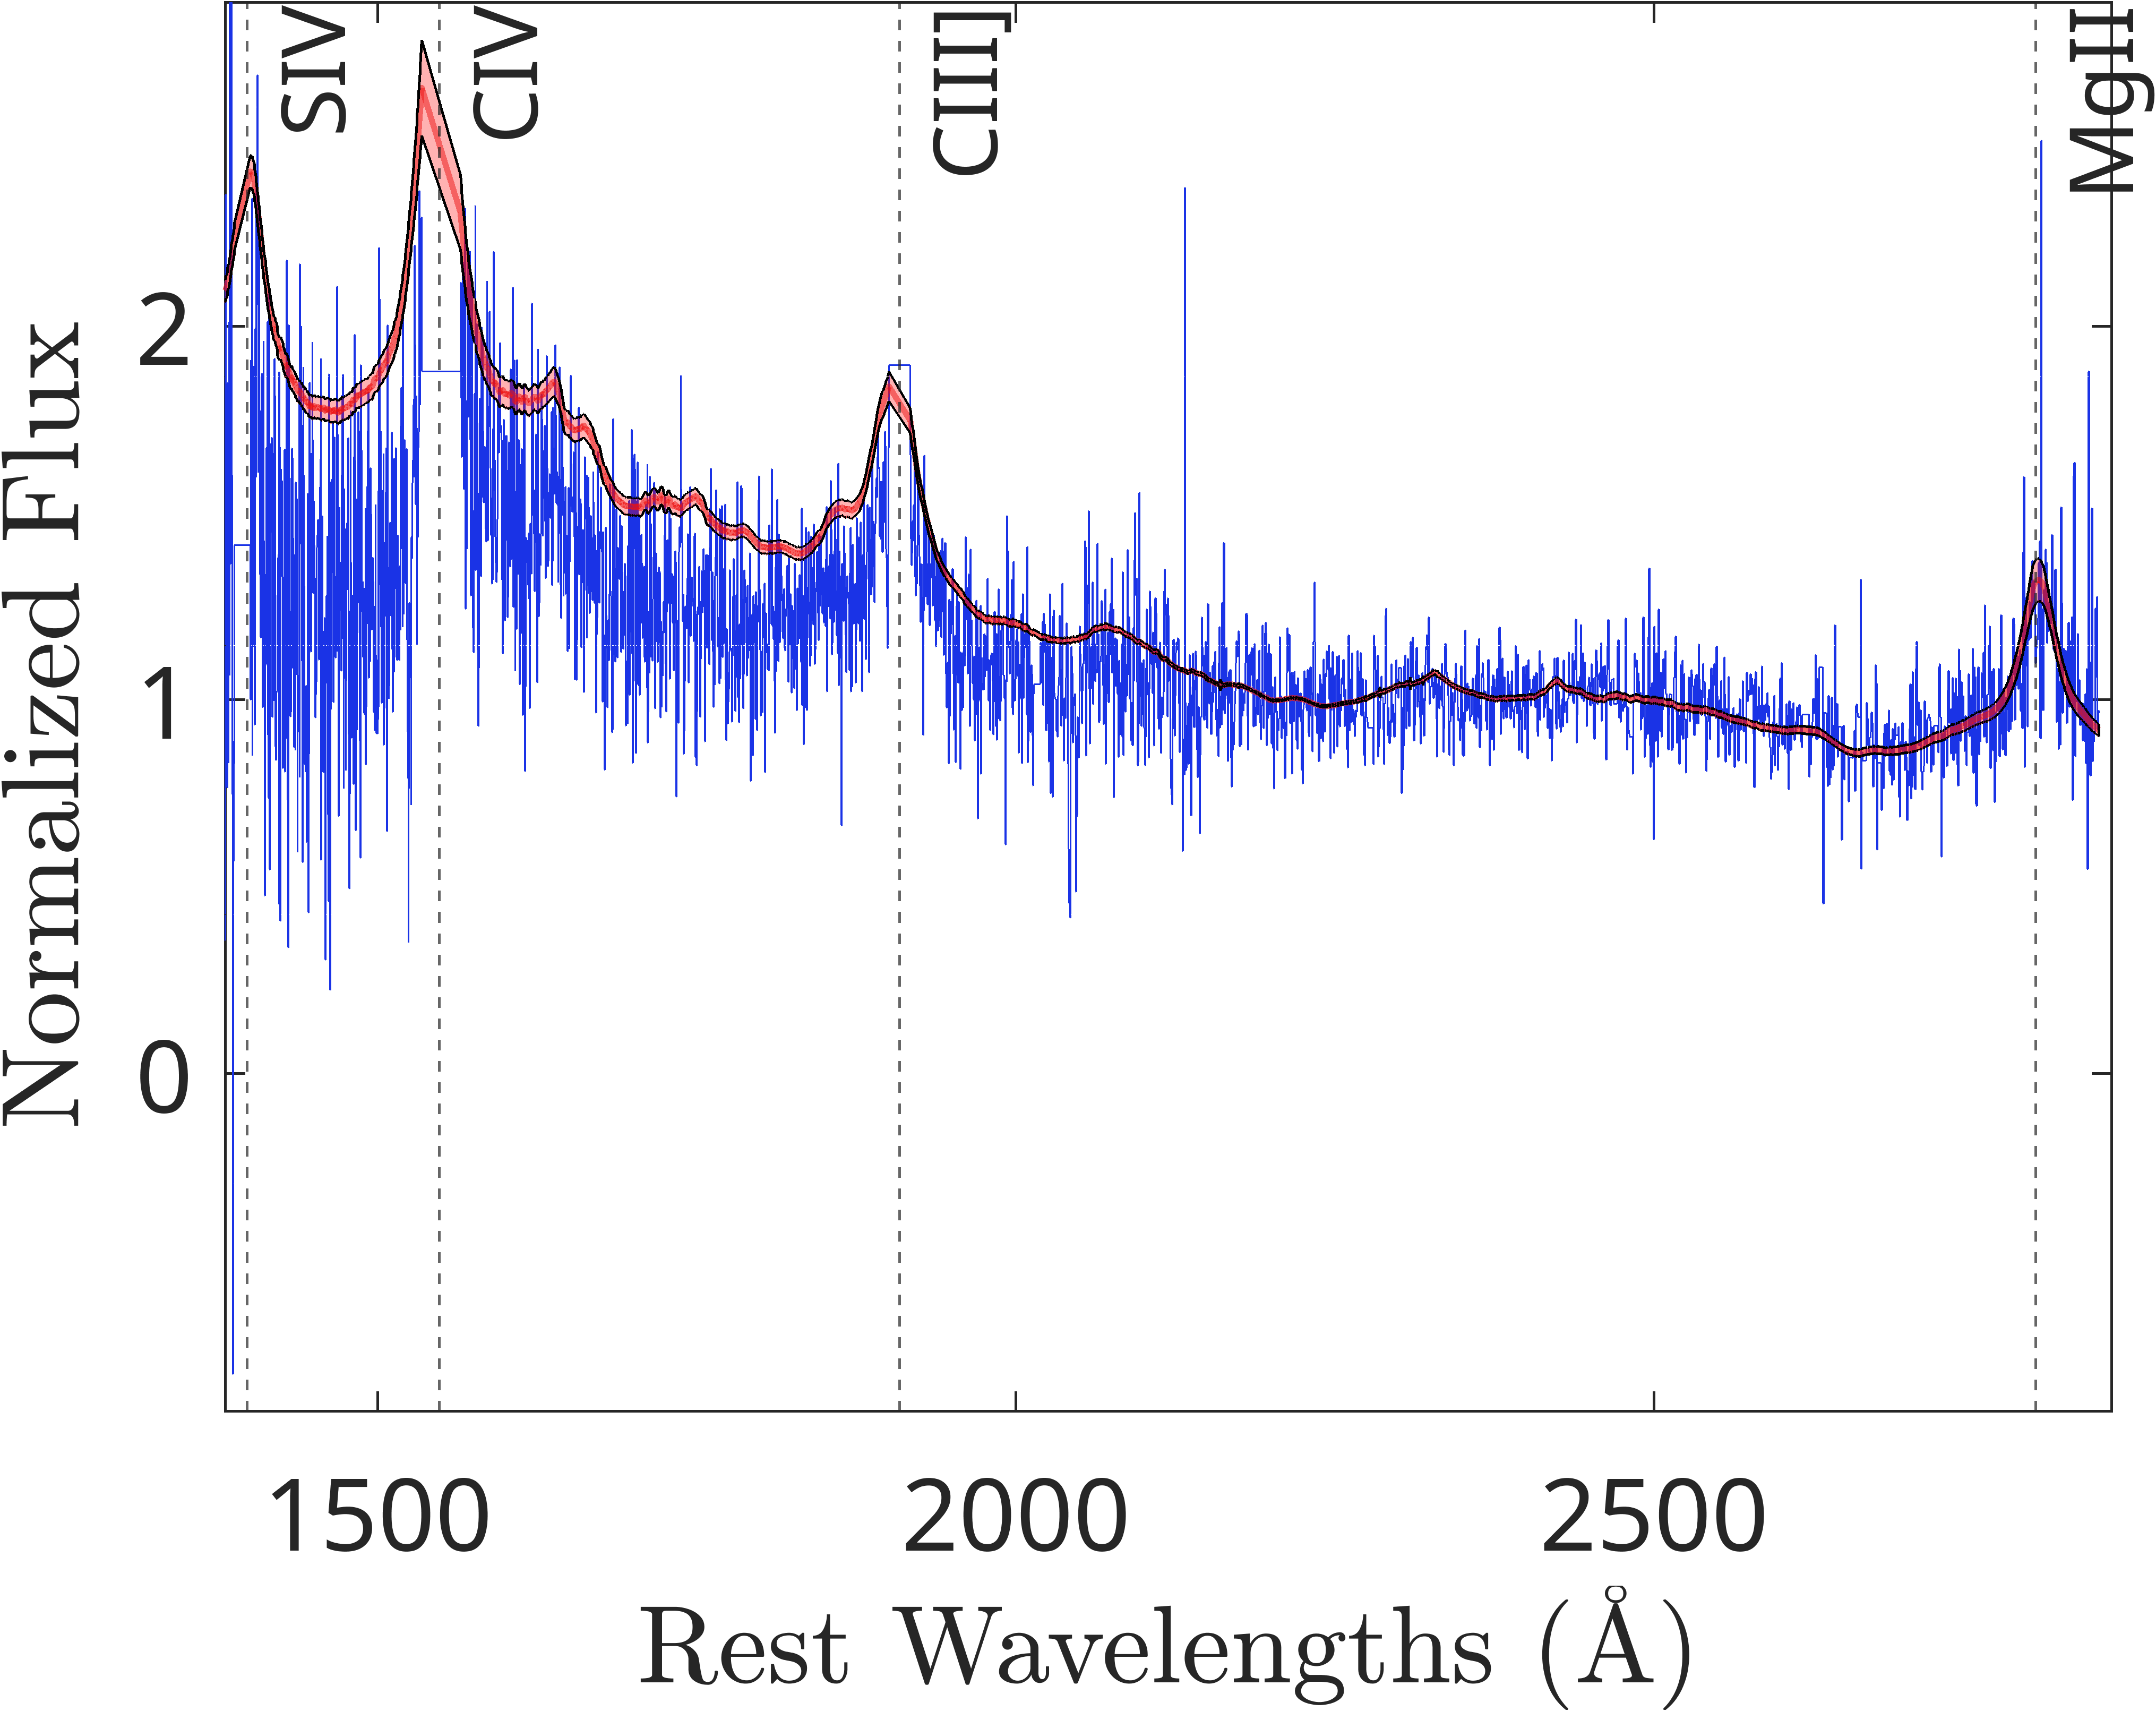 SIV
CIV
CIII]
MgII
Normalized Flux
2
1
0
1500
2000
2500
Rest Wavelengths (Å)